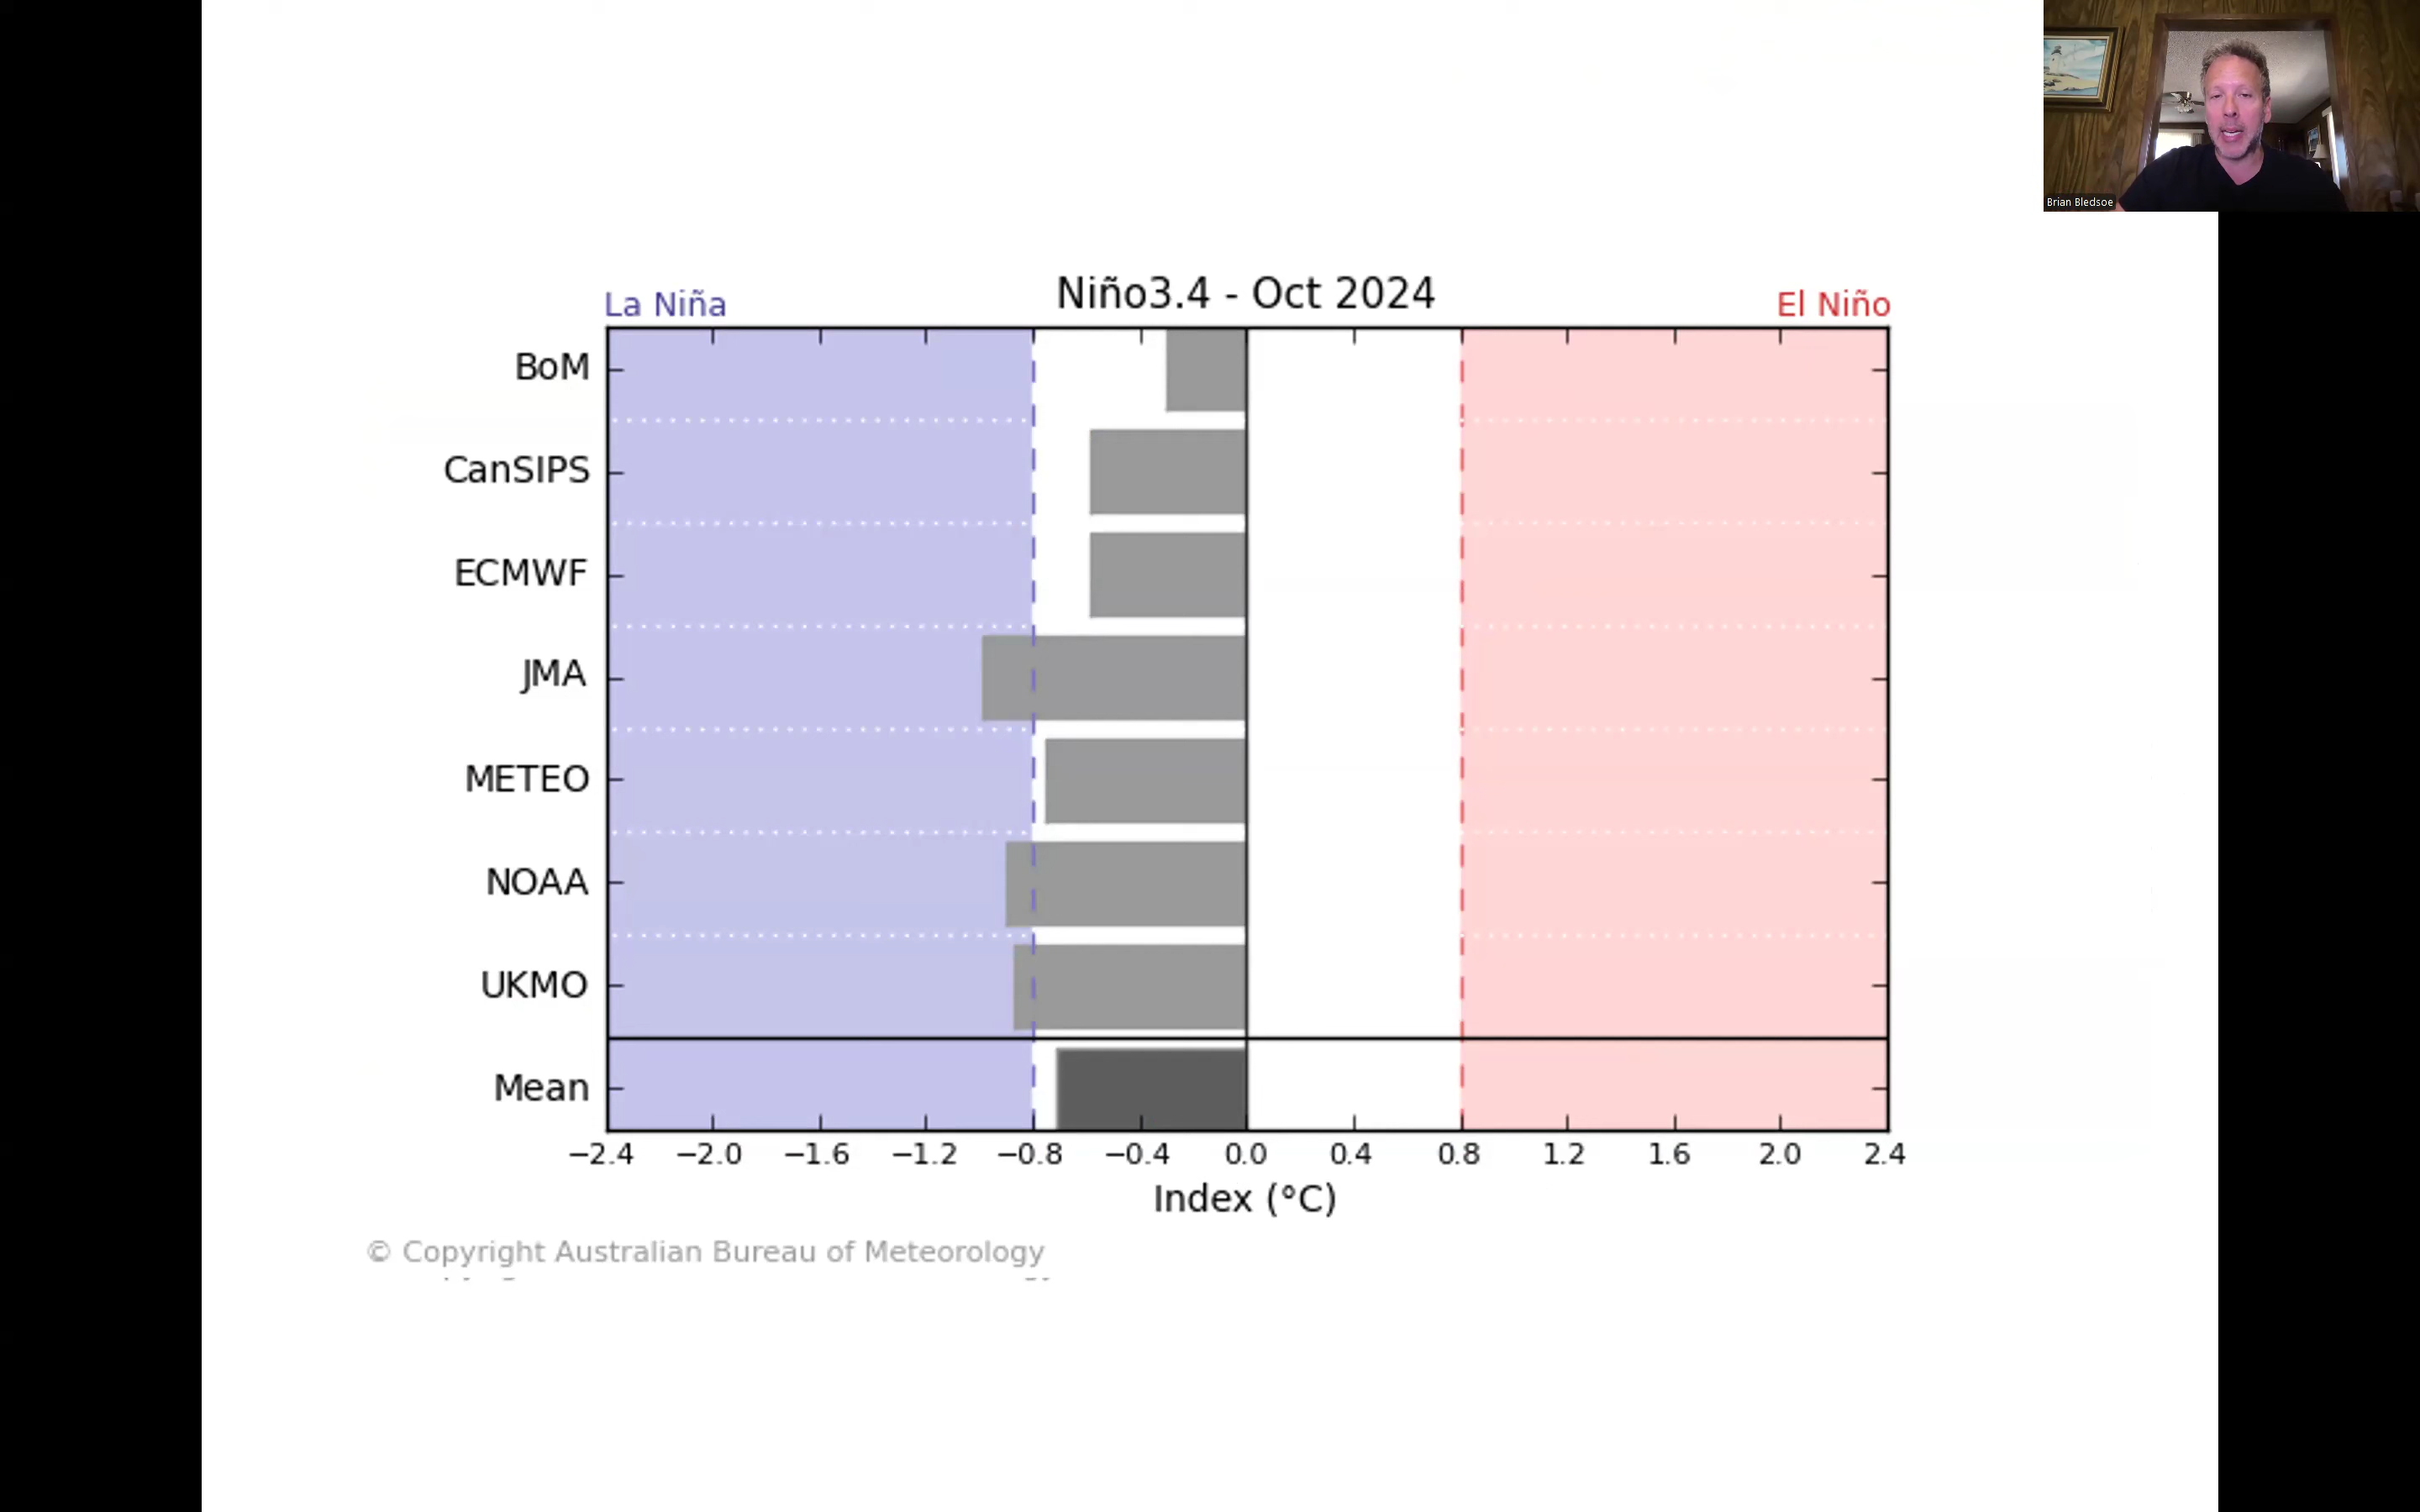 Brian Bledsoe
Niño3.4 - Oct 2024
La Niña
El Niño
BoM
CanSIPS
ECMWF
JMA
METEO
NOAA
UKMO
Mean
−2.4 −2.0 −1.6 −1.2 −0.8 −0.4 0.0 0.4 0.8 1.2 1.6 2.0 2.4
Index (°C)
© Copyright Australian Bureau of Meteorology